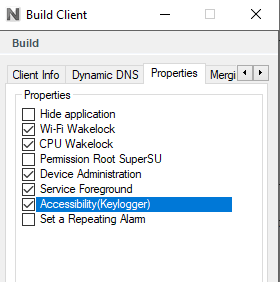 Build Client
Build
Client Info Dynamic DNS Properties Mergi
Properties
Hide application
Wi-Fi Wakelock
CPU Wakelock
Permission Root SuperSU
Device Administration
Service Foreground
Accessibility(Keylogger)
Set a Repeating Alarm